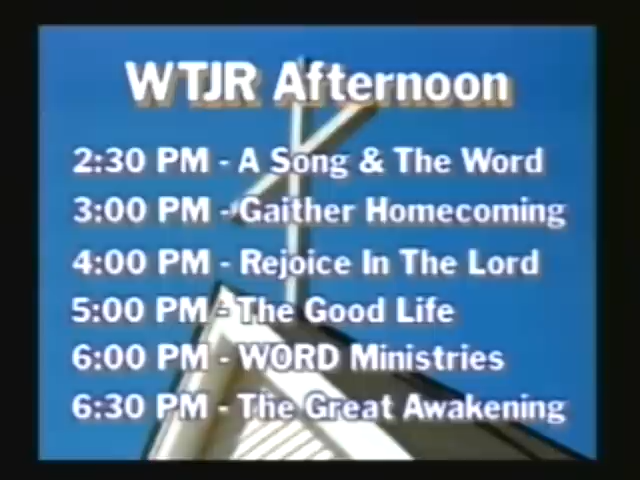 WTJR Afternoon
2:30 PM - A Song & The Word
3:00 PM - Gaither Homecoming
4:00 PM - Rejoice In The Lord
5:00 PM - The Good Life
6:00 PM - WORD Ministries
6:30 PM - The Great Awakening